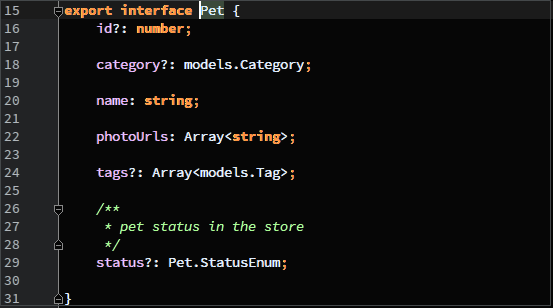 15 export interface Pet {
16     id?: number;
17
18     category?: models.Category;
19
20     name: string;
21
22     photoUrls: Array<string>;
23
24     tags?: Array<models.Tag>;
25
26     /**
27      * pet status in the store
28      */
29     status?: Pet.StatusEnum;
30
31 }